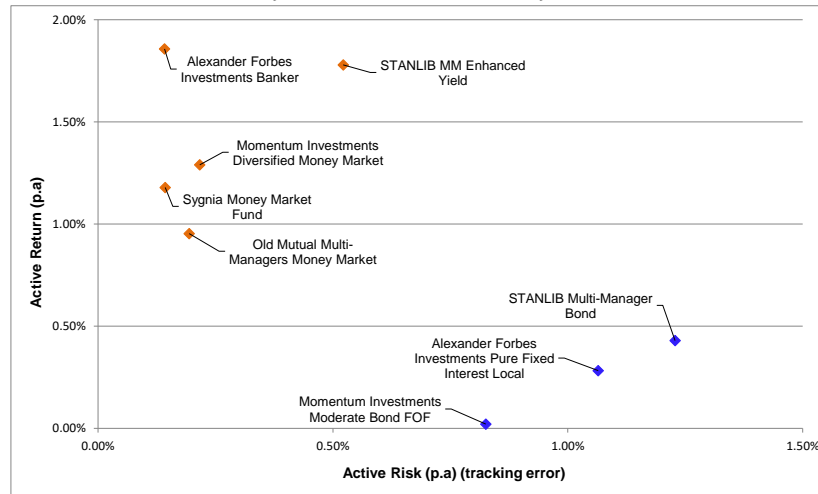 2.00%
Alexander Forbes
Investments Banker
STANLIB MM Enhanced
Yield
1.50%
Momentum Investments
Diversified Money Market
Sygnia Money Market
Fund
1.00%
Old Mutual Multi-
Managers Money Market
Active Return (p.a)
STANLIB Multi-Manager
Bond
0.50%
Alexander Forbes
Investments Pure Fixed
Interest Local
Momentum Investments
Moderate Bond FOF
0.00%
0.00%
0.50%
1.00%
1.50%
Active Risk (p.a) (tracking error)